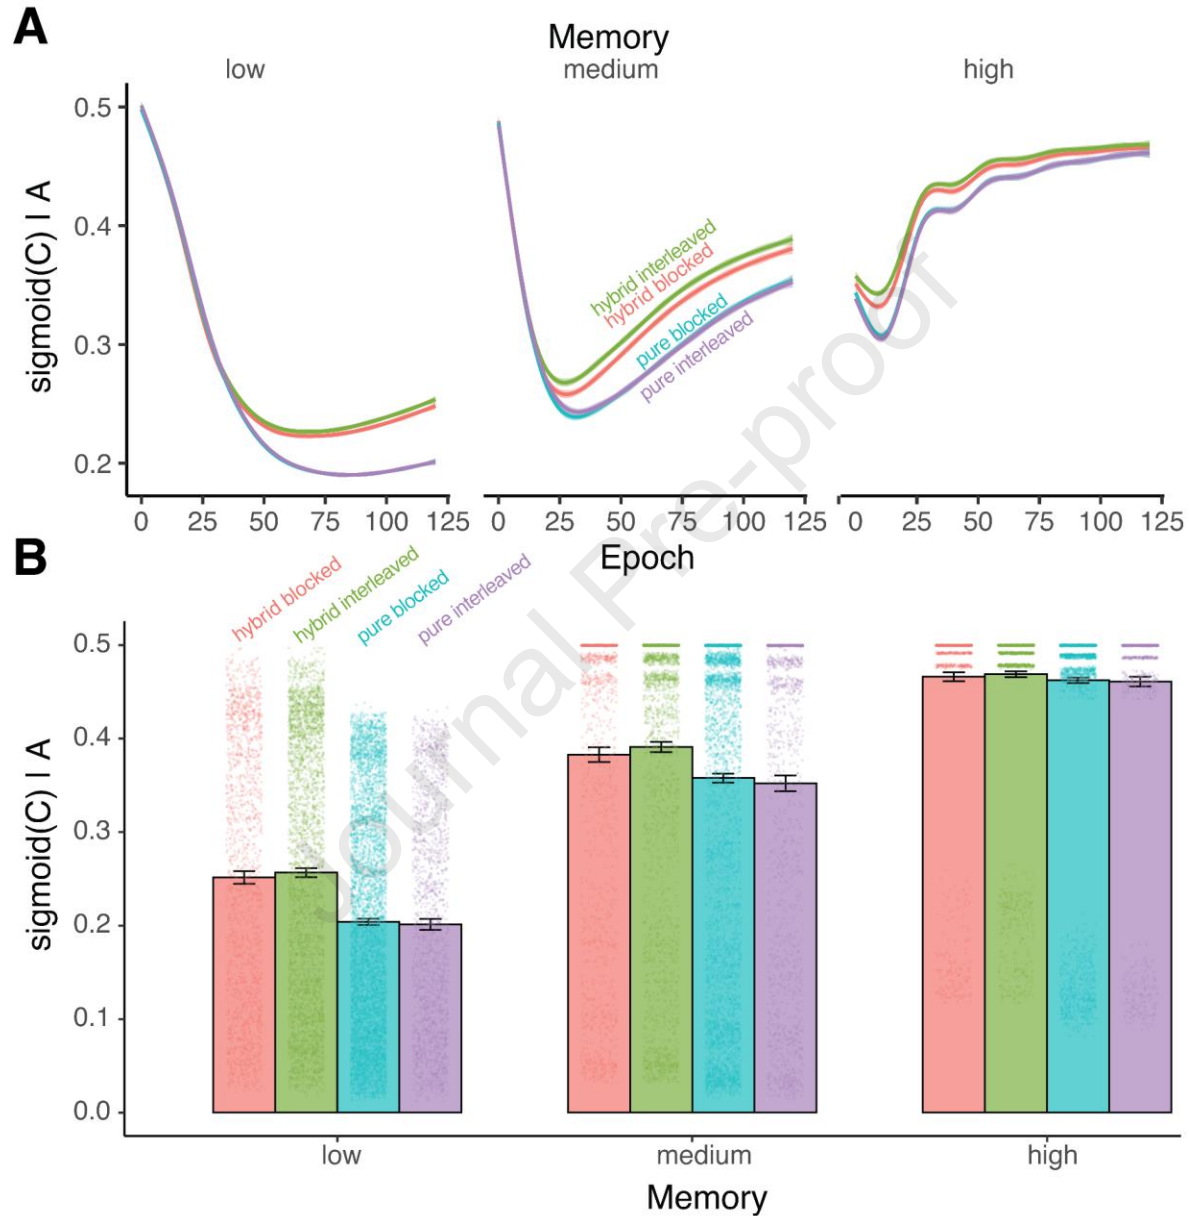 A
Memory
low medium high
sigmoid(C) | A
0.5
0.4
0.3
0.2
hybrid interleaved
hybrid blocked
pure blocked
pure interleaved
0 25 50 75 100 125 0 25 50 75 100 125 0 25 50 75 100 125
Epoch
B
hybrid blocked
hybrid interleaved
pure blocked
pure interleaved
sigmoid(C) | A
0.5
0.4
0.3
0.2
0.1
0.0
low medium high
Memory
Journal Pre-proof